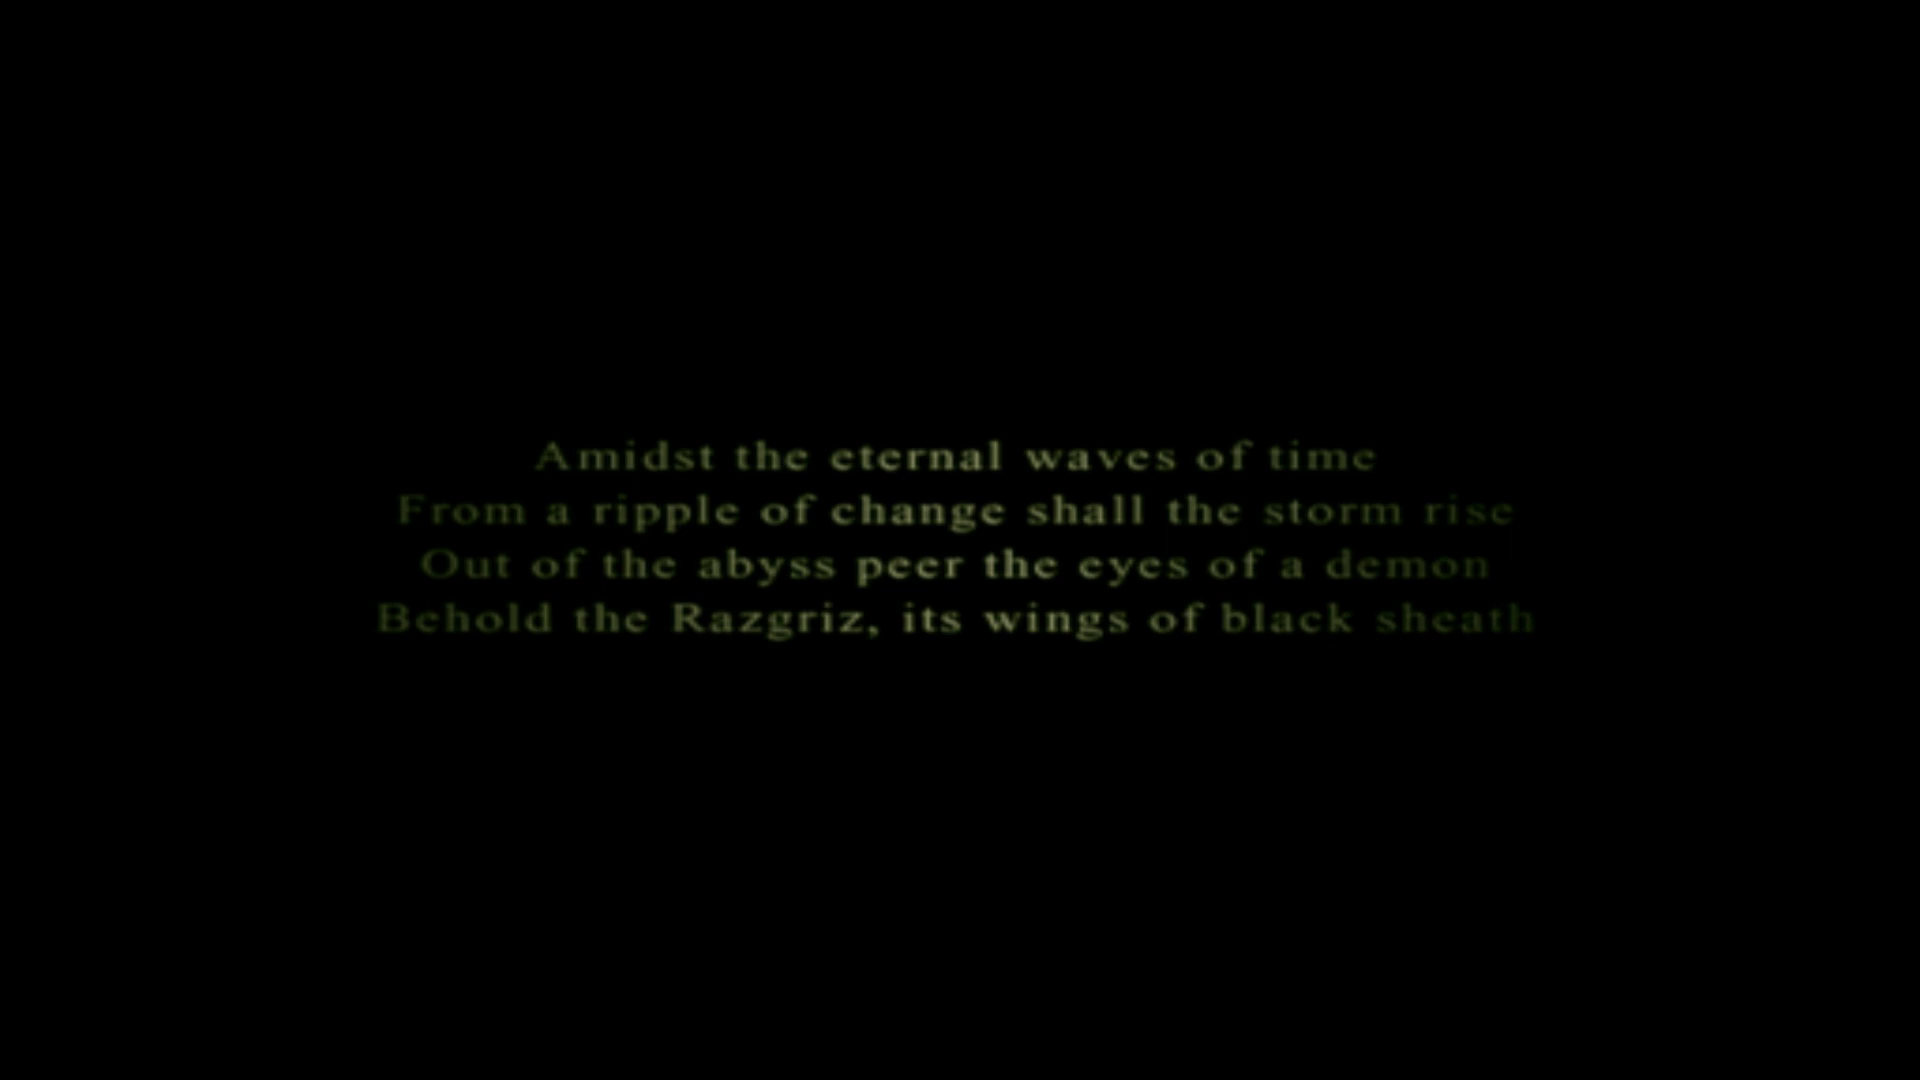 Amidst the eternal waves of time
From a ripple of change shall the storm rise
Out of the abyss peer the eyes of a demon
Behold the Razgriz, its wings of black sheath